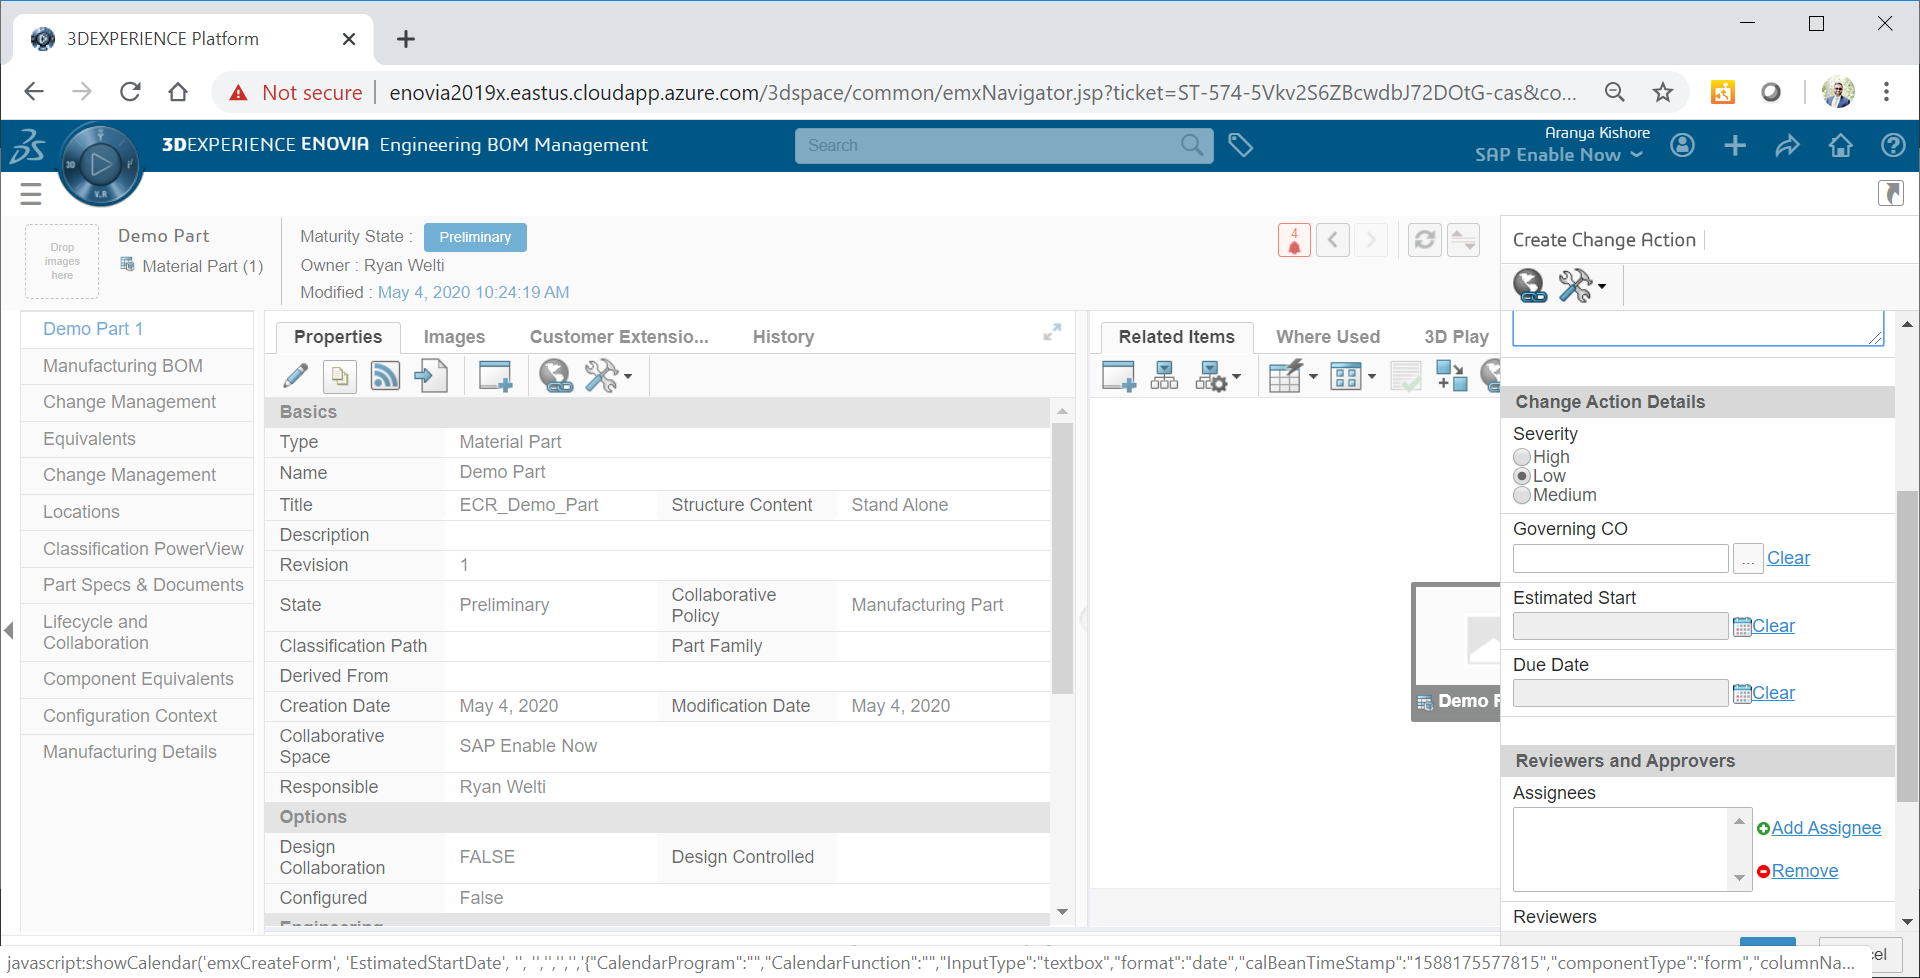 3DEXPERIENCE Platform
Not secure | enovia2019x.eastus.cloudapp.azure.com/3dspace/common/emxNavigator.jsp?ticket=ST-574-5Vkv2S6ZBcwdbJ72DOtG-cas&co...
3DEXPERIENCE ENOVIA Engineering BOM Management
Search
Aranya Kishore
SAP Enable Now
3D
V.R
Drop images here
Demo Part
Material Part (1)
Maturity State : Preliminary
Owner : Ryan Welti
Modified : May 4, 2020 10:24:19 AM
4
Create Change Action
Demo Part 1
Manufacturing BOM
Change Management
Equivalents
Change Management
Locations
Classification PowerView
Part Specs & Documents
Lifecycle and
Collaboration
Component Equivalents
Configuration Context
Manufacturing Details
Properties Images Customer Extensio... History
Basics
Type Material Part
Name Demo Part
Title ECR_Demo_Part Structure Content Stand Alone
Description
Revision 1
State Preliminary Collaborative Policy Manufacturing Part
Classification Path Part Family
Derived From
Creation Date May 4, 2020 Modification Date May 4, 2020
Collaborative Space SAP Enable Now
Responsible Ryan Welti
Options
Design Collaboration FALSE Design Controlled
Configured False
Engineering
Related Items Where Used 3D Play
Demo
Change Action Details
Severity
High
Low
Medium
Governing CO
... Clear
Estimated Start
Clear
Due Date
Clear
Reviewers and Approvers
Assignees
Add Assignee
Remove
Reviewers
el
javascript:showCalendar('emxCreateForm', 'EstimatedStartDate', '', '','','','','{"CalendarProgram":"","CalendarFunction":"","InputType":"textbox","format":"date","calBeanTimeStamp":"1588175577815","componentType":"form","columnNa...